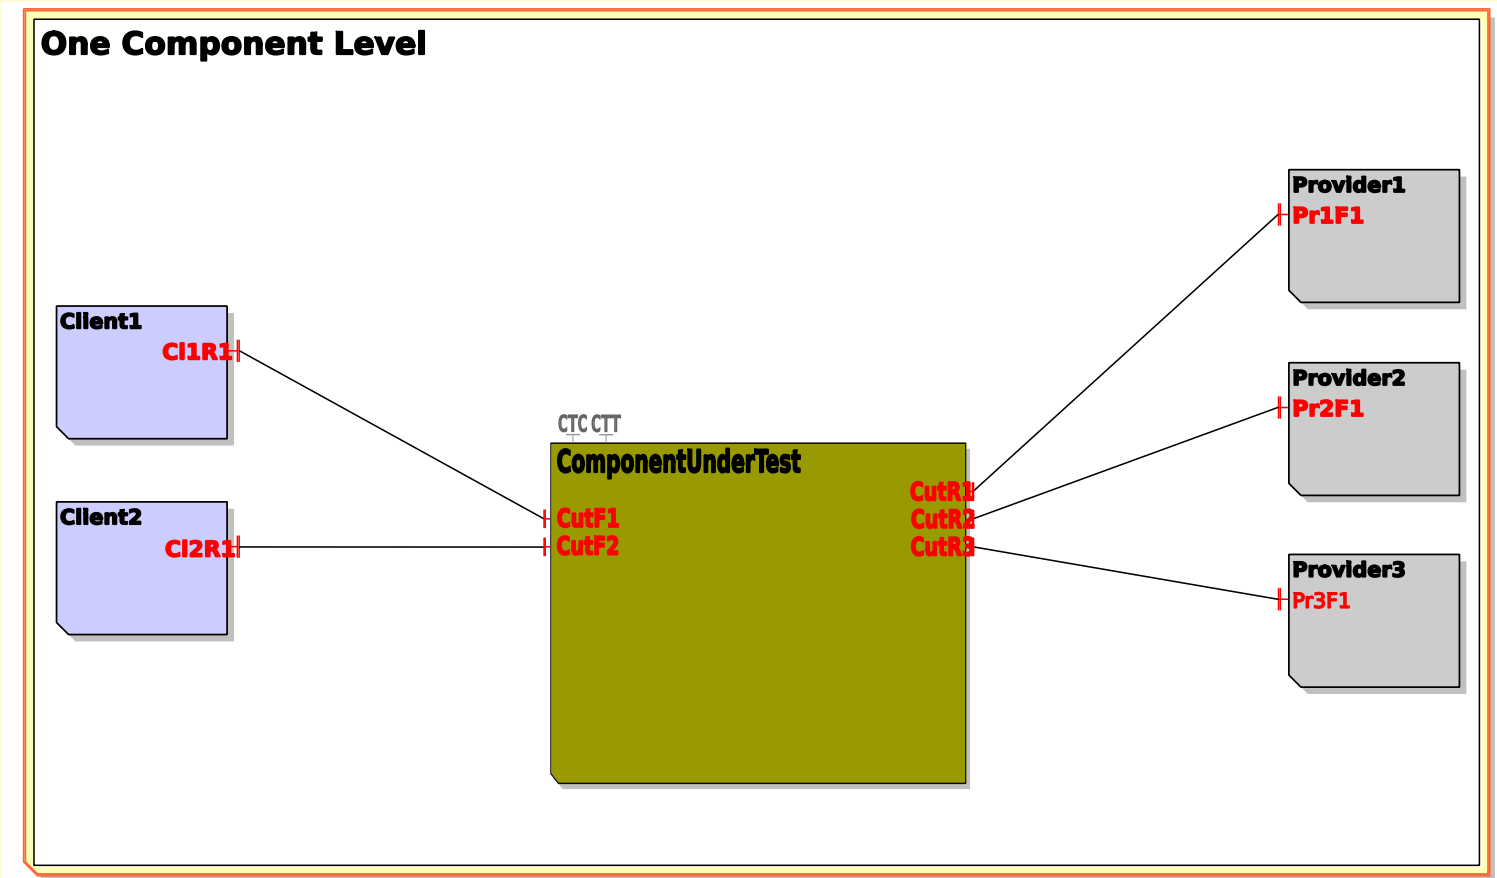 One Component Level
Provider1
Pr1F1
Client1
Cl1R1
Provider2
Pr2F1
CTC CTT
ComponentUnderTest
CutR1
Client2
CutF1
CutR2
Cl2R1
CutF2
CutR3
Provider3
Pr3F1